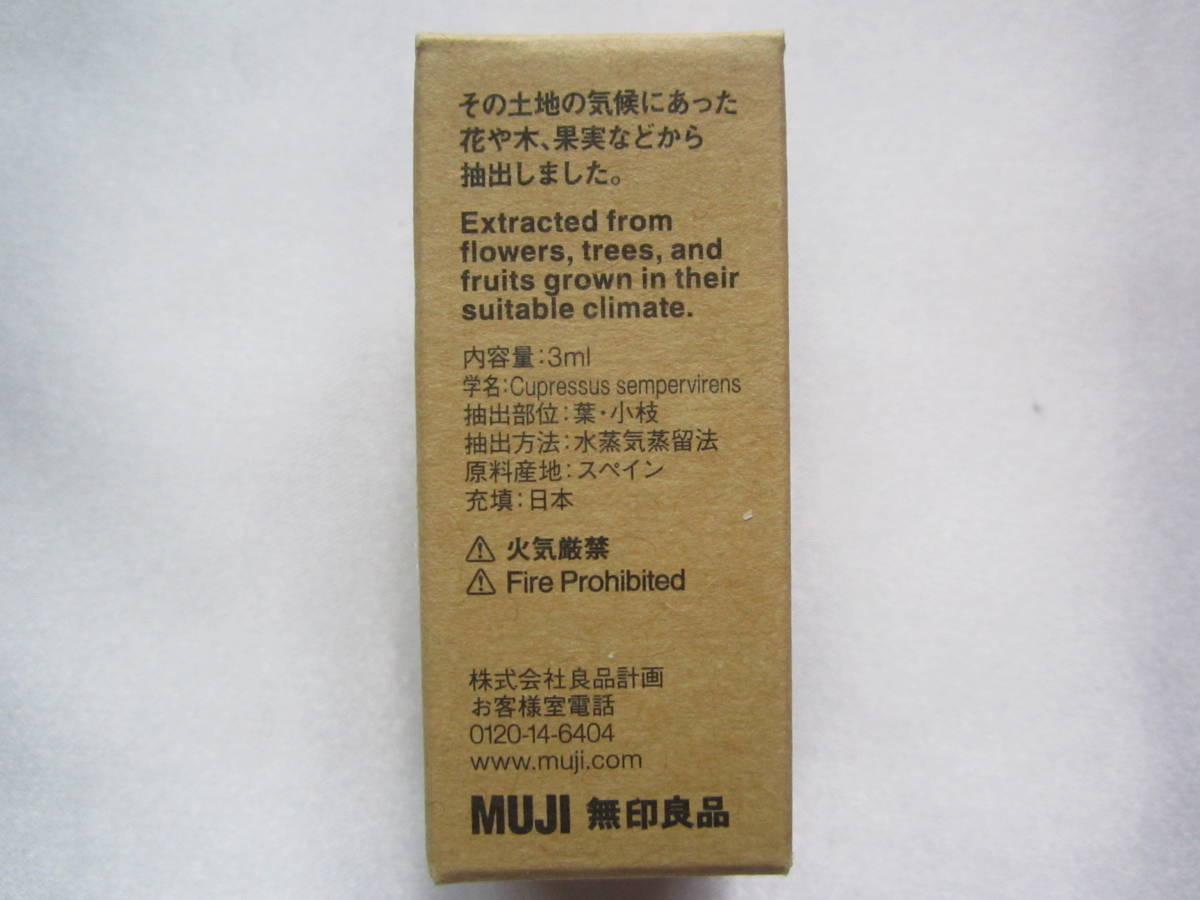 その土地の気候にあった
花や木、果実などから
抽出しました。
Extracted from
flowers, trees, and
fruits grown in their
suitable climate.
内容量:3ml
学名:Cupressus sempervirens
抽出部位:葉・小枝
抽出方法:水蒸気蒸留法
原料産地:スペイン
充填:日本
⚠ 火気厳禁
⚠ Fire Prohibited
株式会社良品計画
お客様室電話
0120-14-6404
www.muji.com
MUJI 無印良品